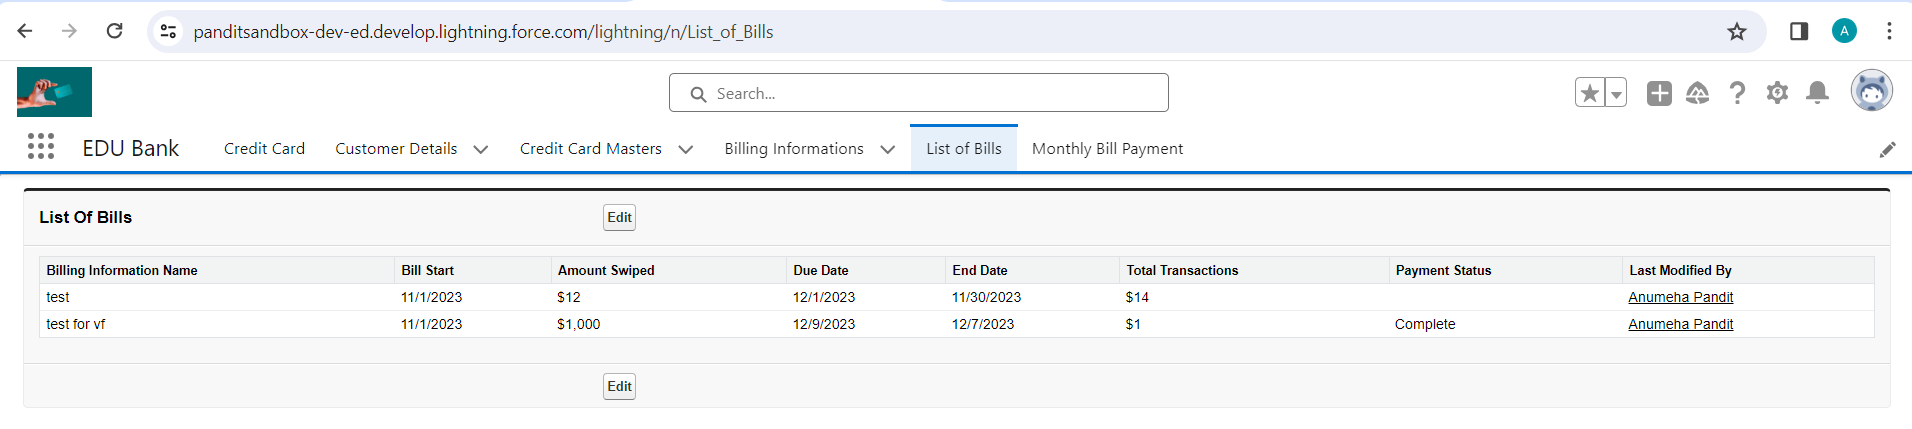 panditsandbox-dev-ed.develop.lightning.force.com/lightning/n/List_of_Bills
A
Search...
EDU Bank Credit Card Customer Details Credit Card Masters Billing Informations List of Bills Monthly Bill Payment
List Of Bills Edit
Billing Information Name Bill Start Amount Swiped Due Date End Date Total Transactions Payment Status Last Modified By
test 11/1/2023 $12 12/1/2023 11/30/2023 $14 Anumeha Pandit
test for vf 11/1/2023 $1,000 12/9/2023 12/7/2023 $1 Complete Anumeha Pandit
Edit